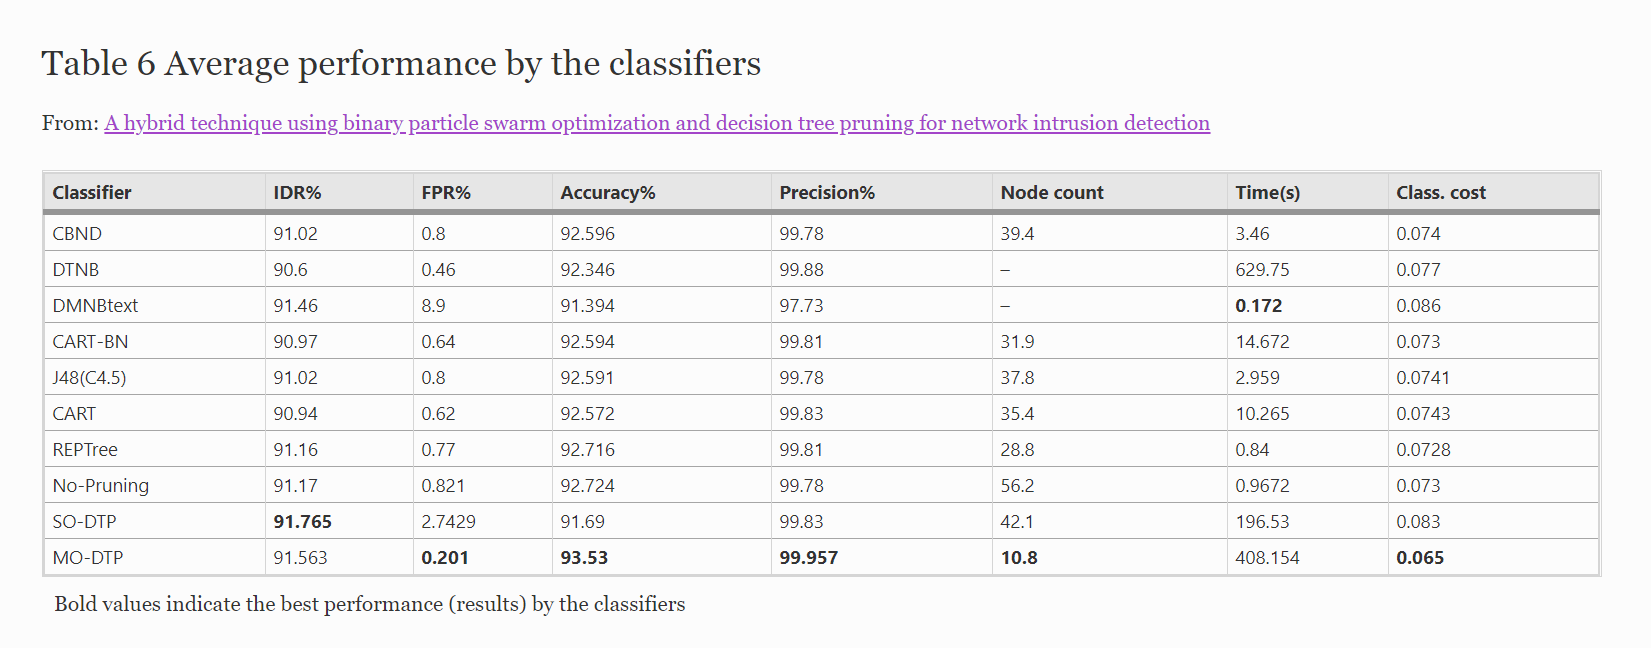 Table 6 Average performance by the classifiers
From: A hybrid technique using binary particle swarm optimization and decision tree pruning for network intrusion detection
Classifier IDR% FPR% Accuracy% Precision% Node count Time(s) Class. cost
CBND 91.02 0.8 92.596 99.78 39.4 3.46 0.074
DTNB 90.6 0.46 92.346 99.88 – 629.75 0.077
DMNBtext 91.46 8.9 91.394 97.73 – 0.172 0.086
CART-BN 90.97 0.64 92.594 99.81 31.9 14.672 0.073
J48(C4.5) 91.02 0.8 92.591 99.78 37.8 2.959 0.0741
CART 90.94 0.62 92.572 99.83 35.4 10.265 0.0743
REPTree 91.16 0.77 92.716 99.81 28.8 0.84 0.0728
No-Pruning 91.17 0.821 92.724 99.78 56.2 0.9672 0.073
SO-DTP 91.765 2.7429 91.69 99.83 42.1 196.53 0.083
MO-DTP 91.563 0.201 93.53 99.957 10.8 408.154 0.065
Bold values indicate the best performance (results) by the classifiers